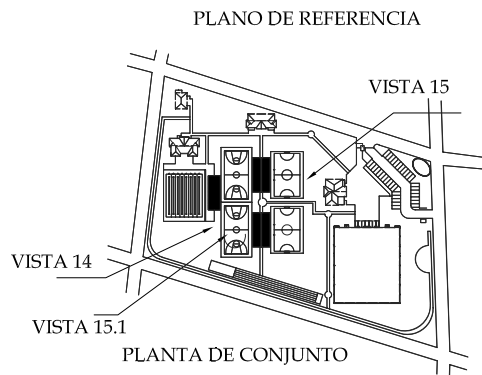 PLANO DE REFERENCIA
VISTA 15
VISTA 14
VISTA 15.1
PLANTA DE CONJUNTO